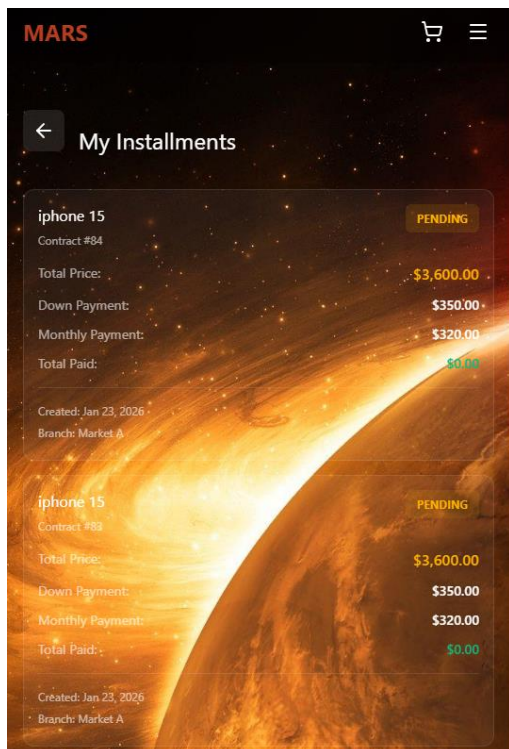 MARS
My Installments
iphone 15 PENDING
Contract #84
Total Price: $3,600.00
Down Payment: $350.00
Monthly Payment: $320.00
Total Paid: $0.00
Created: Jan 23, 2026
Branch: Market A
iphone 15 PENDING
Contract #83
Total Price: $3,600.00
Down Payment: $350.00
Monthly Payment: $320.00
Total Paid: $0.00
Created: Jan 23, 2026
Branch: Market A